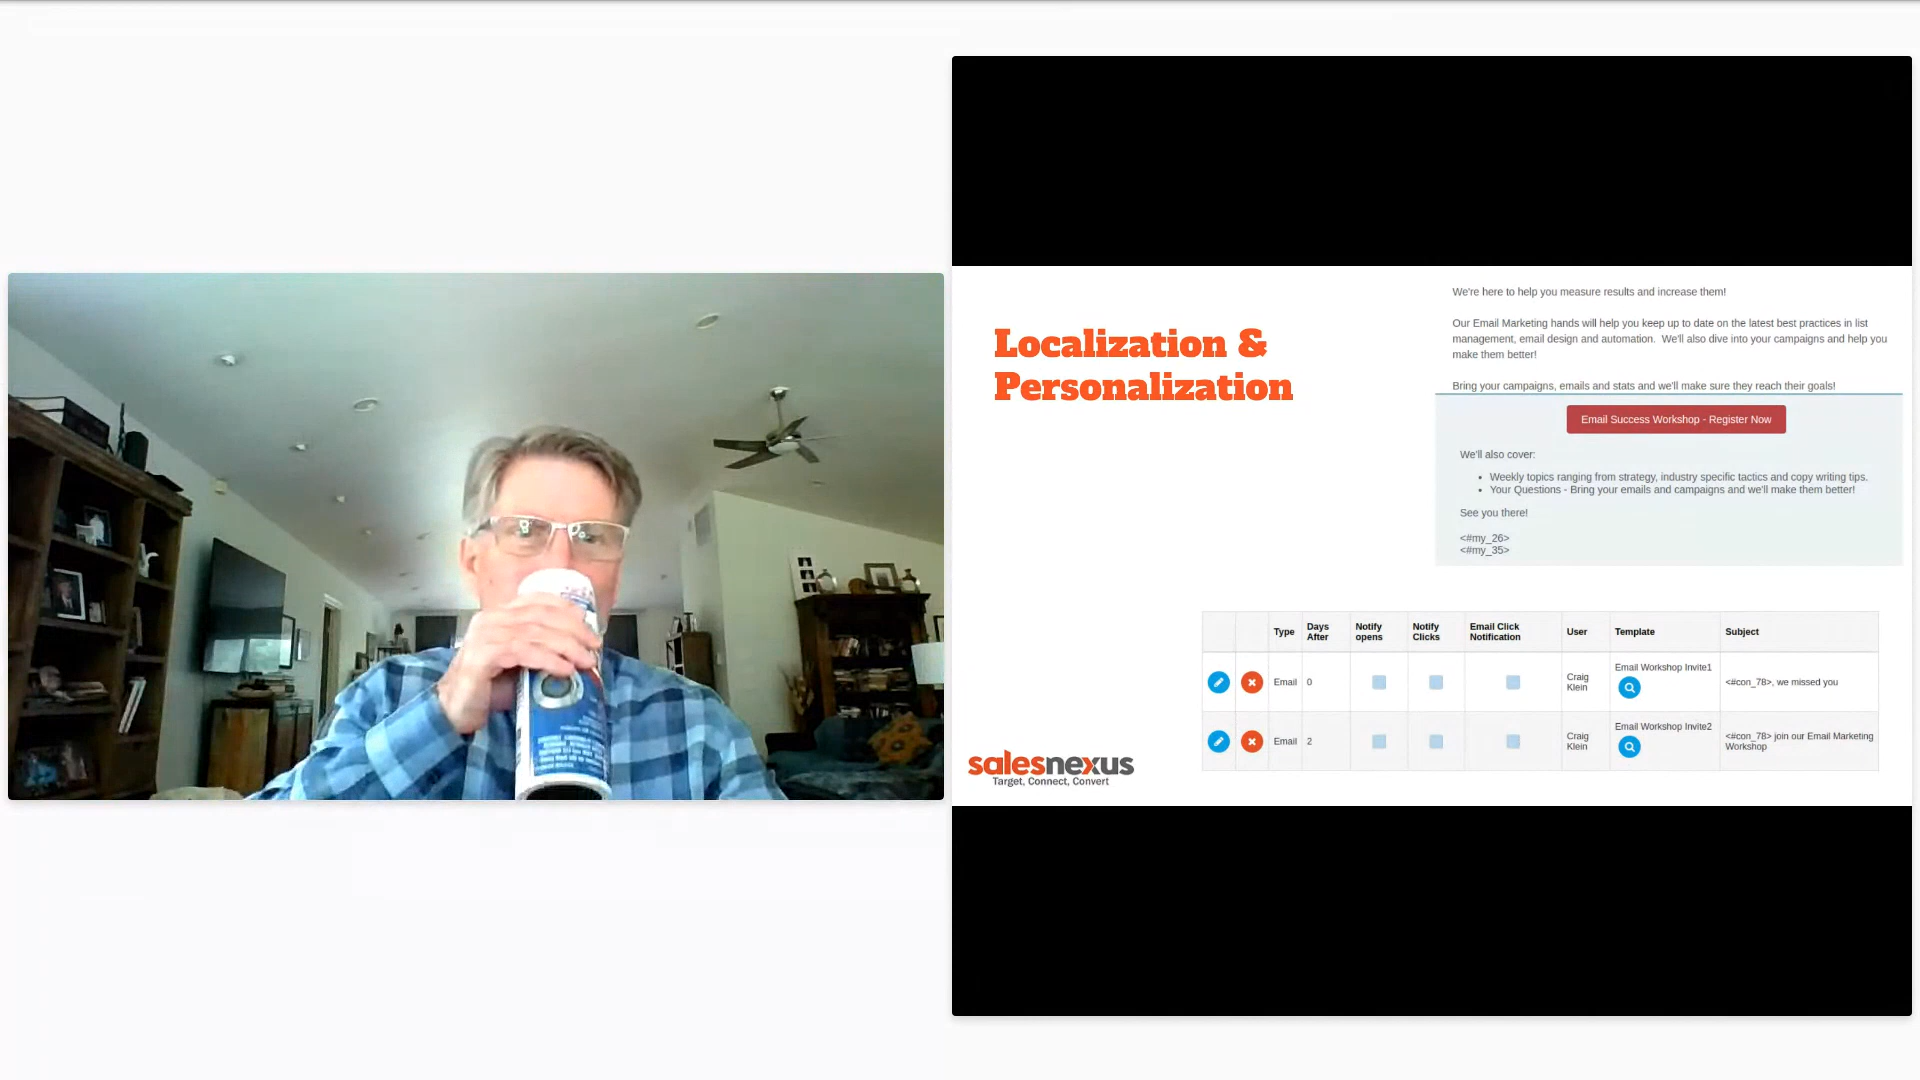 Localization &
Personalization
We're here to help you measure results and increase them!
Our Email Marketing hands will help you keep up to date on the latest best practices in list
management, email design and automation.  We'll also dive into your campaigns and help you
make them better!
Bring your campaigns, emails and stats and we'll make sure they reach their goals!
Email Success Workshop - Register Now
We'll also cover:
Weekly topics ranging from strategy, industry specific tactics and copy writing tips.
Your Questions - Bring your emails and campaigns and we'll make them better!
See you there!
<#my_26>
<#my_35>
Type Days After Notify opens Notify Clicks Email Click Notification User Template Subject
Email 0 Craig Klein Email Workshop Invite1 <#con_78>, we missed you
Email 2 Craig Klein Email Workshop Invite2 <#con_78> join our Email Marketing Workshop
salesnexus
Target, Connect, Convert